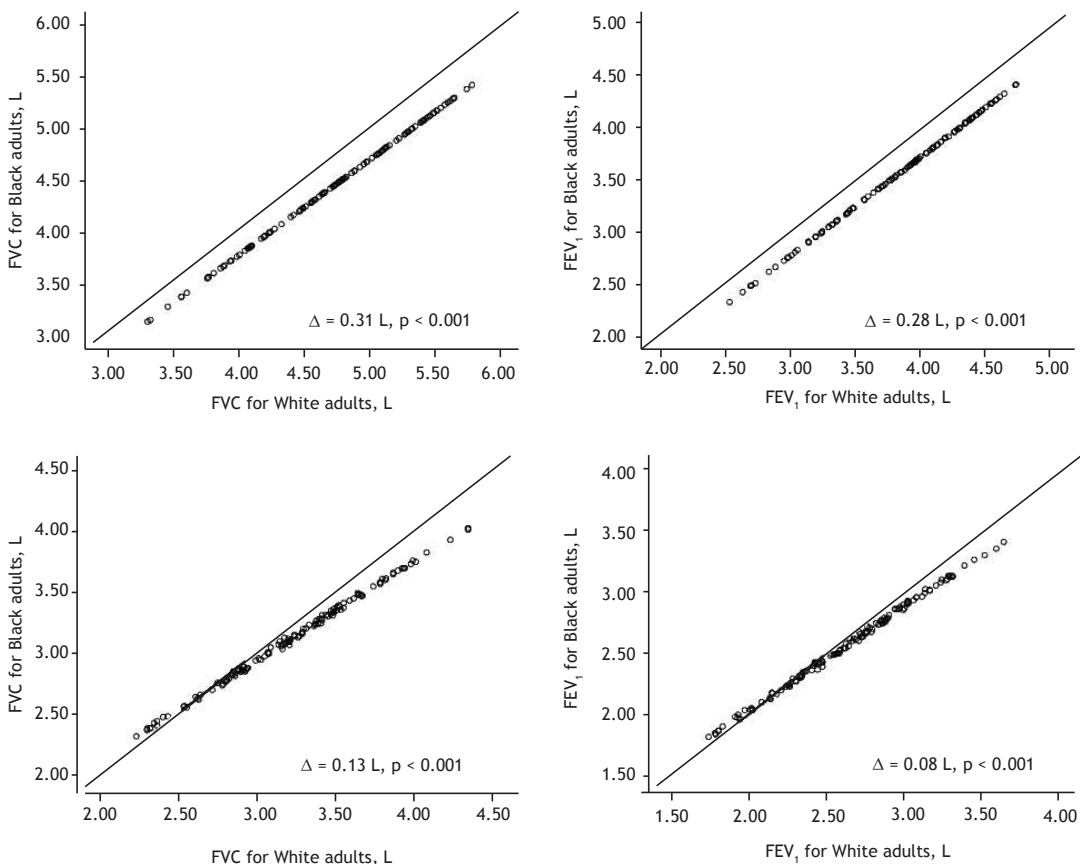 6.00
5.50
5.00
4.50
4.00
3.50
3.00
FVC for Black adults, L
Δ = 0.31 L, p < 0.001
3.00 3.50 4.00 4.50 5.00 5.50 6.00
FVC for White adults, L
5.00
4.50
4.00
3.50
3.00
2.50
2.00
FEV₁ for Black adults, L
Δ = 0.28 L, p < 0.001
2.00 2.50 3.00 3.50 4.00 4.50 5.00
FEV₁ for White adults, L
4.50
4.00
3.50
3.00
2.50
2.00
FVC for Black adults, L
Δ = 0.13 L, p < 0.001
2.00 2.50 3.00 3.50 4.00 4.50
FVC for White adults, L
4.00
3.50
3.00
2.50
2.00
1.50
FEV₁ for Black adults, L
Δ = 0.08 L, p < 0.001
1.50 2.00 2.50 3.00 3.50 4.00
FEV₁ for White adults, L